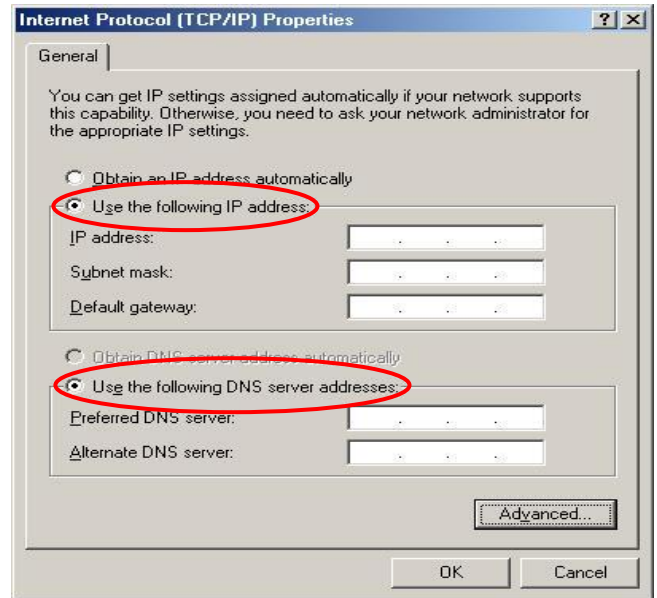 Internet Protocol (TCP/IP) Properties
General
You can get IP settings assigned automatically if your network supports
this capability. Otherwise, you need to ask your network administrator for
the appropriate IP settings.
Obtain an IP address automatically
Use the following IP address:
IP address:
Subnet mask:
Default gateway:
Obtain DNS server address automatically
Use the following DNS server addresses:
Preferred DNS server:
Alternate DNS server:
Advanced...
OK
Cancel